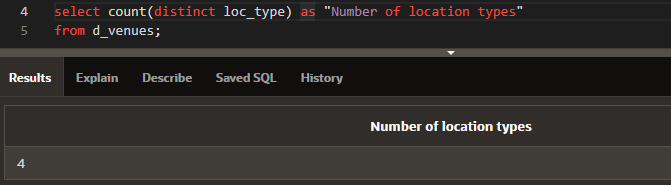 4 select count(distinct loc_type) as "Number of location types"
5 from d_venues;
Results Explain Describe Saved SQL History
Number of location types
4